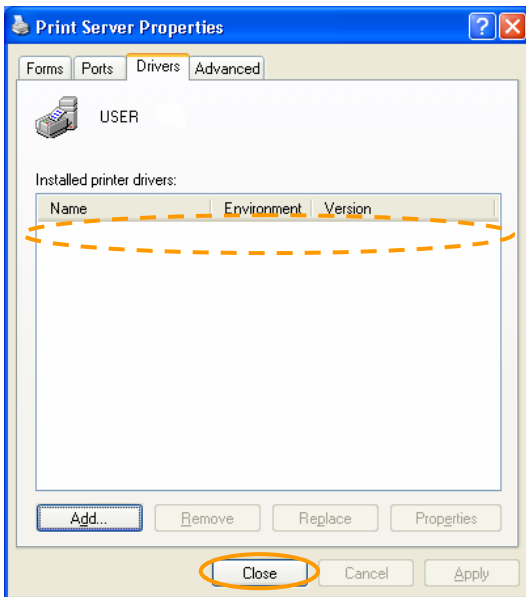 Print Server Properties
Forms Ports Drivers Advanced
USER
Installed printer drivers:
Name Environment Version
Add... Remove Replace Properties
Close Cancel Apply